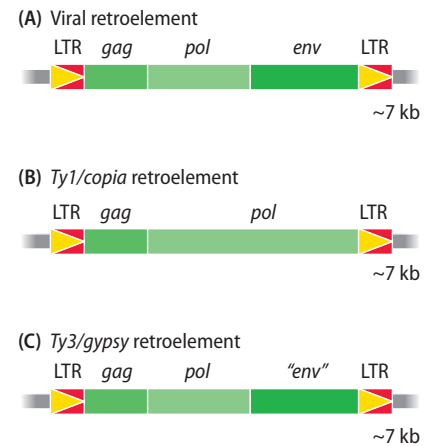 (A) Viral retroelement
LTR gag pol env LTR
~7 kb
(B) Ty1/copia retroelement
LTR gag pol LTR
~7 kb
(C) Ty3/gypsy retroelement
LTR gag pol "env" LTR
~7 kb